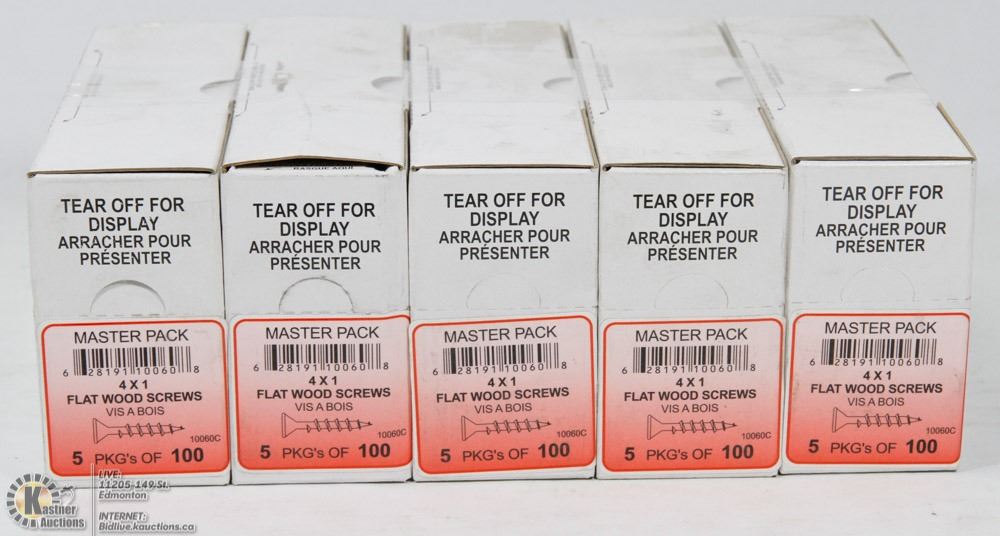 TEAR OFF FOR
DISPLAY
ARRACHER POUR
PRÉSENTER
MASTER PACK
6 28191 10060 8
4 X 1
FLAT WOOD SCREWS
VIS A BOIS
10060C
5 PKG's OF 100
TEAR OFF FOR
DISPLAY
ARRACHER POUR
PRÉSENTER
MASTER PACK
6 28191 10060 8
4 X 1
FLAT WOOD SCREWS
VIS A BOIS
10060C
5 PKG's OF 100
TEAR OFF FOR
DISPLAY
ARRACHER POUR
PRÉSENTER
MASTER PACK
6 28191 10060 8
4 X 1
FLAT WOOD SCREWS
VIS A BOIS
10060C
5 PKG's OF 100
TEAR OFF FOR
DISPLAY
ARRACHER POUR
PRÉSENTER
MASTER PACK
6 28191 10060 8
4 X 1
FLAT WOOD SCREWS
VIS A BOIS
10060C
5 PKG's OF 100
TEAR OFF FOR
DISPLAY
ARRACHER POUR
PRÉSENTER
MASTER PACK
6 28191 10060 8
4 X 1
FLAT WOOD SCREWS
VIS A BOIS
10060C
5 PKG's OF 100
Kastner
Auctions
LIVE:
11205-149 St.
Edmonton
INTERNET:
Bidlive.kauctions.ca